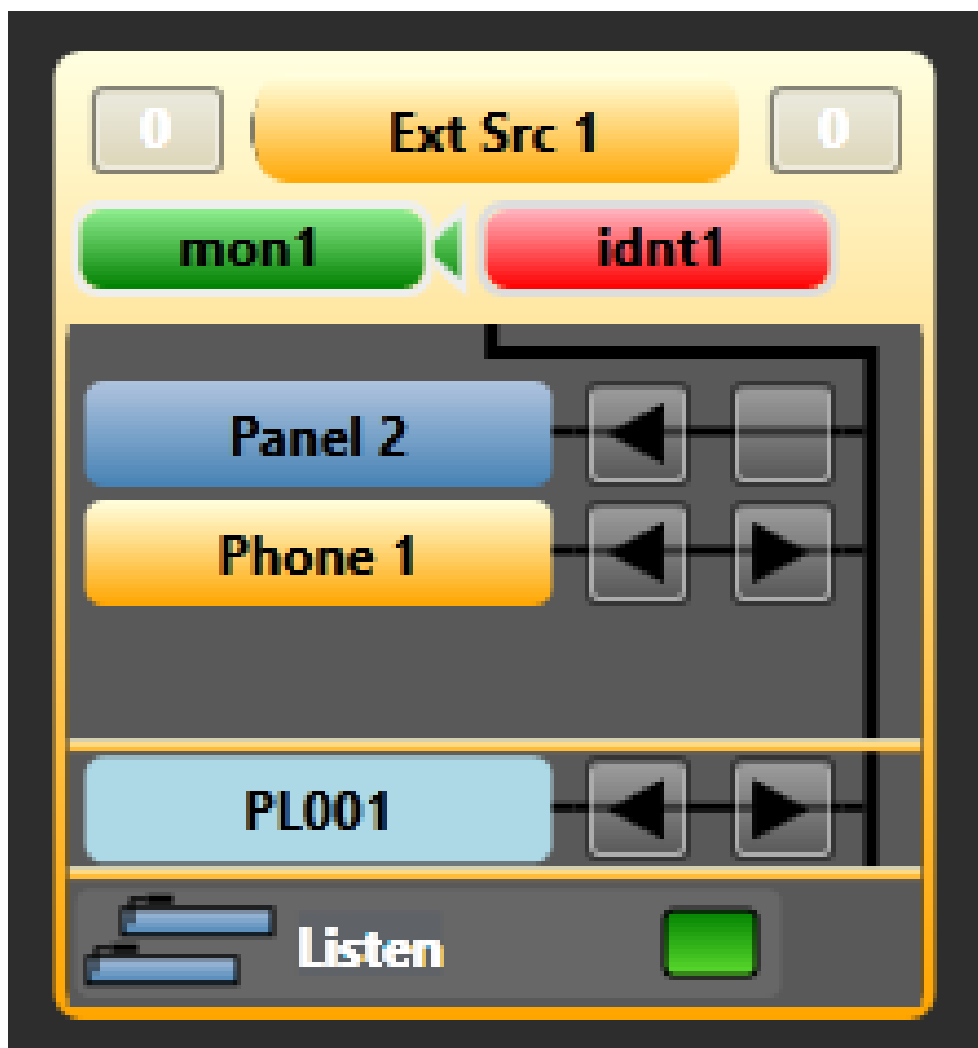 0 Ext Src 1 0
mon1 idnt1
Panel 2
Phone 1
PL001
Listen